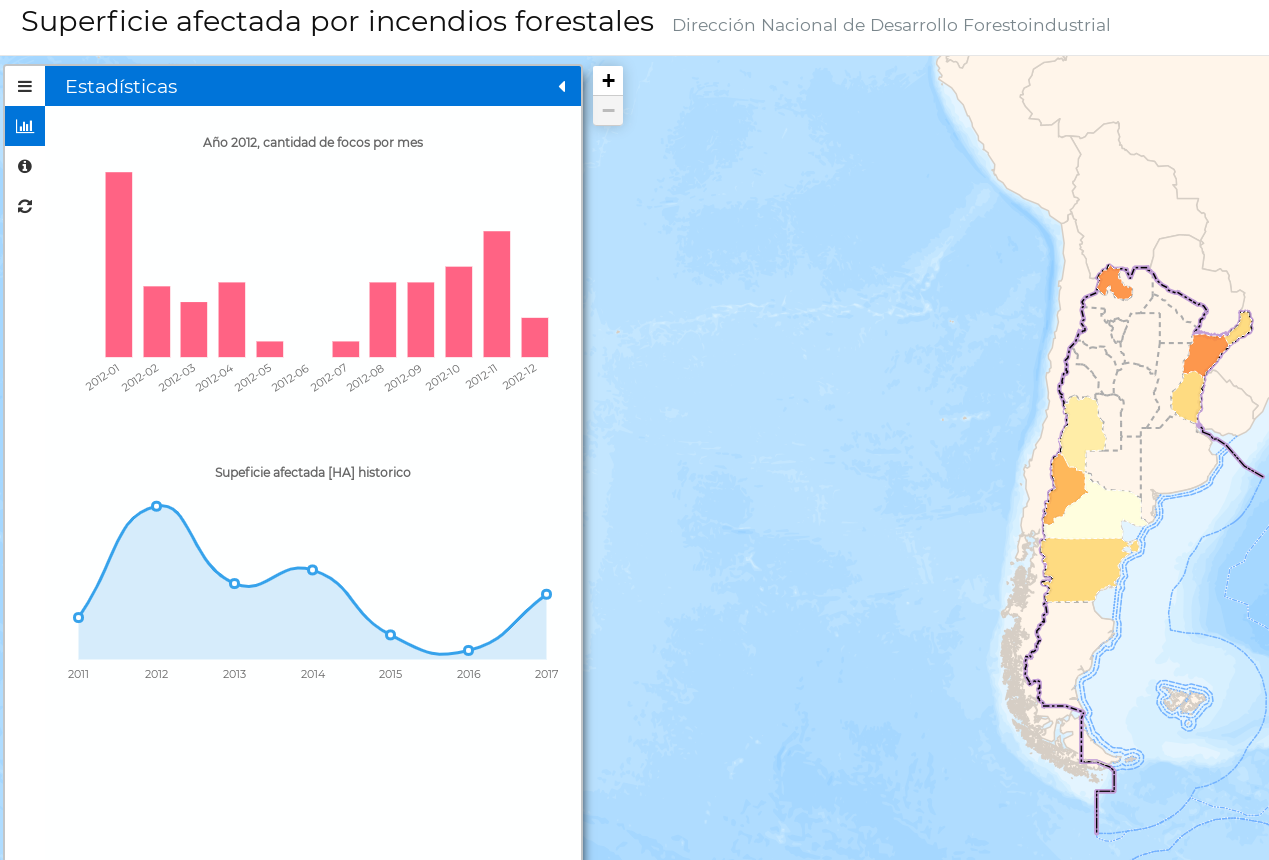 Superficie afectada por incendios forestales Dirección Nacional de Desarrollo Forestoindustrial
Estadísticas
+
−
Año 2012, cantidad de focos por mes
2012-01 2012-02 2012-03 2012-04 2012-05 2012-06 2012-07 2012-08 2012-09 2012-10 2012-11 2012-12
Supeficie afectada [HA] historico
2011 2012 2013 2014 2015 2016 2017